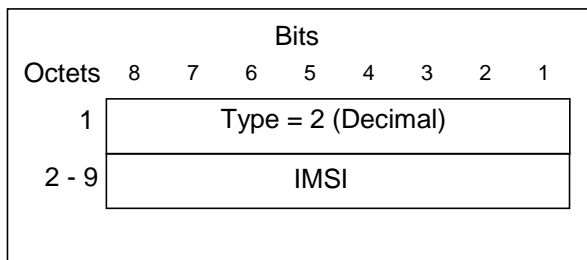 Bits
Octets 8 7 6 5 4 3 2 1
1 Type = 2 (Decimal)
2 - 9 IMSI